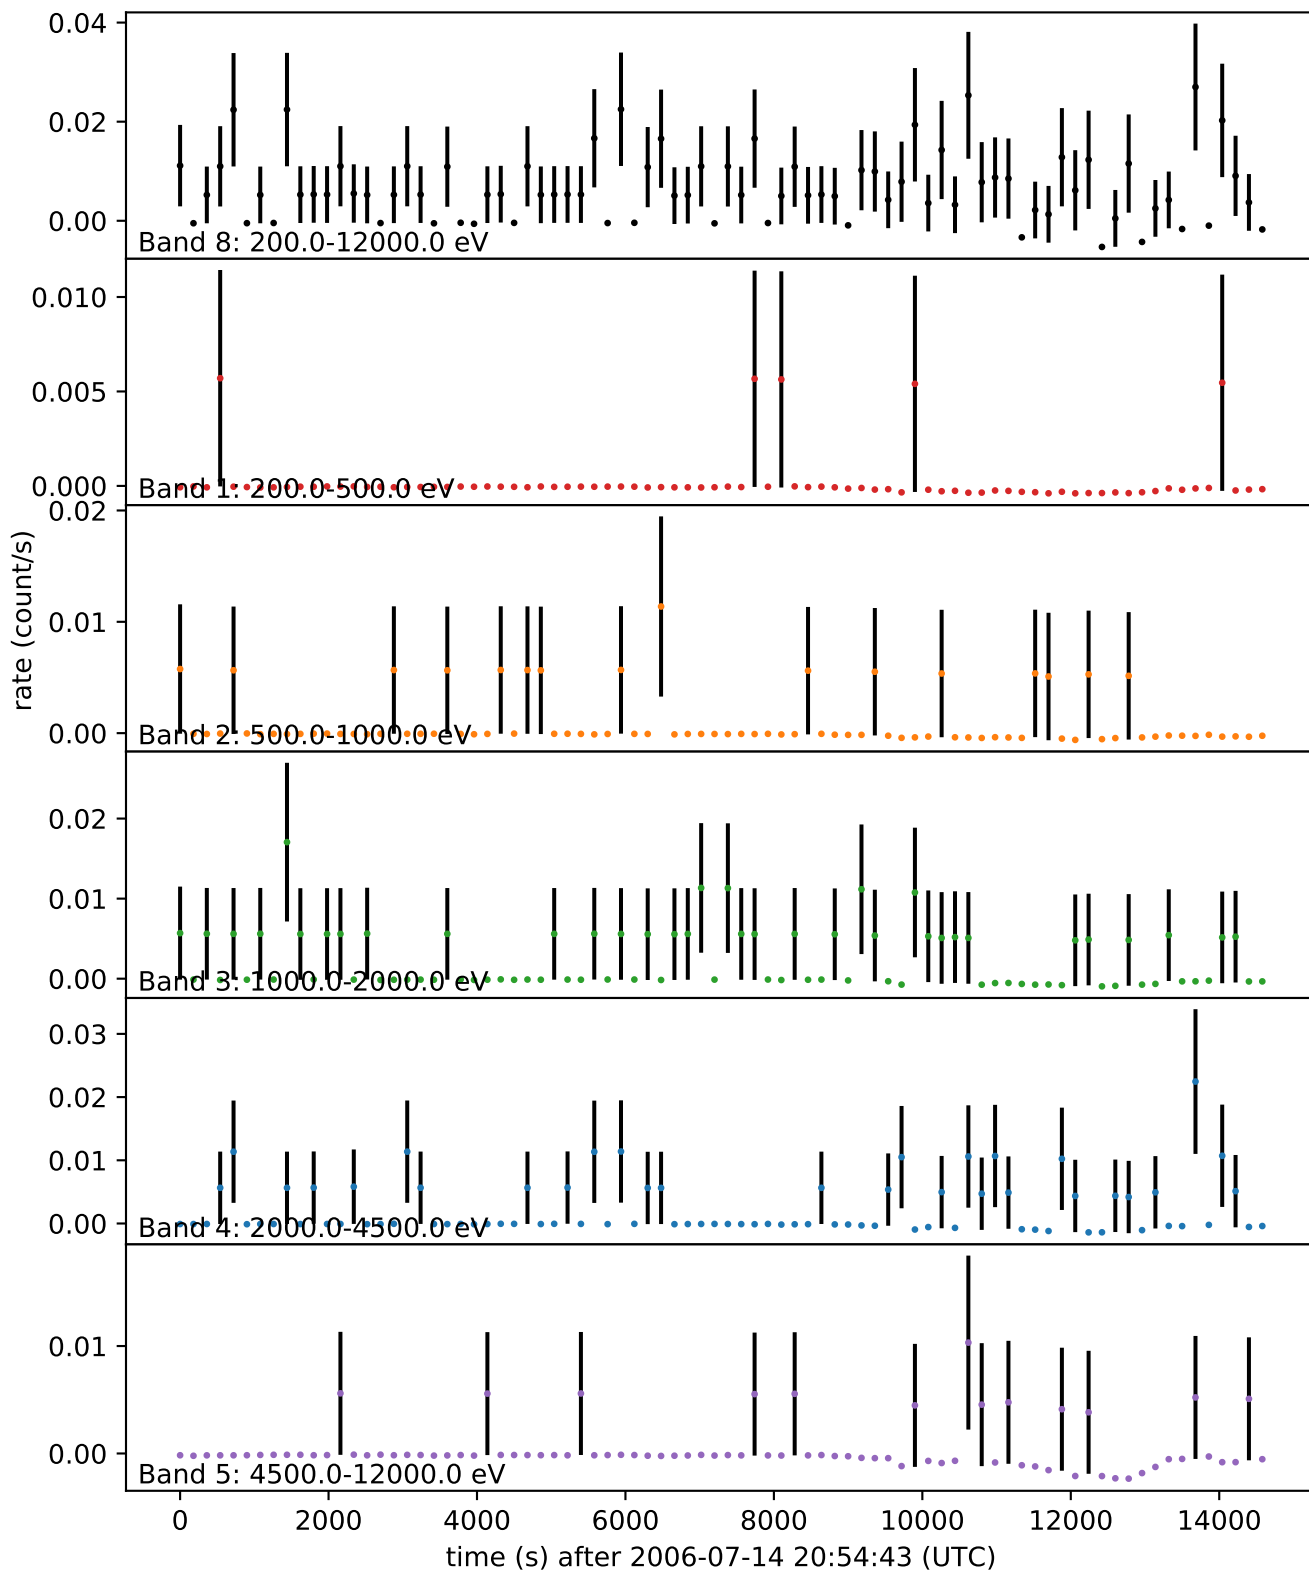 0.04
0.02
0.00
Band 8: 200.0-12000.0 eV
0.010
0.005
0.000
Band 1: 200.0-500.0 eV
0.02
0.01
0.00
Band 2: 500.0-1000.0 eV
rate (count/s)
0.02
0.01
0.00
Band 3: 1000.0-2000.0 eV
0.03
0.02
0.01
0.00
Band 4: 2000.0-4500.0 eV
0.01
0.00
Band 5: 4500.0-12000.0 eV
0 2000 4000 6000 8000 10000 12000 14000
time (s) after 2006-07-14 20:54:43 (UTC)